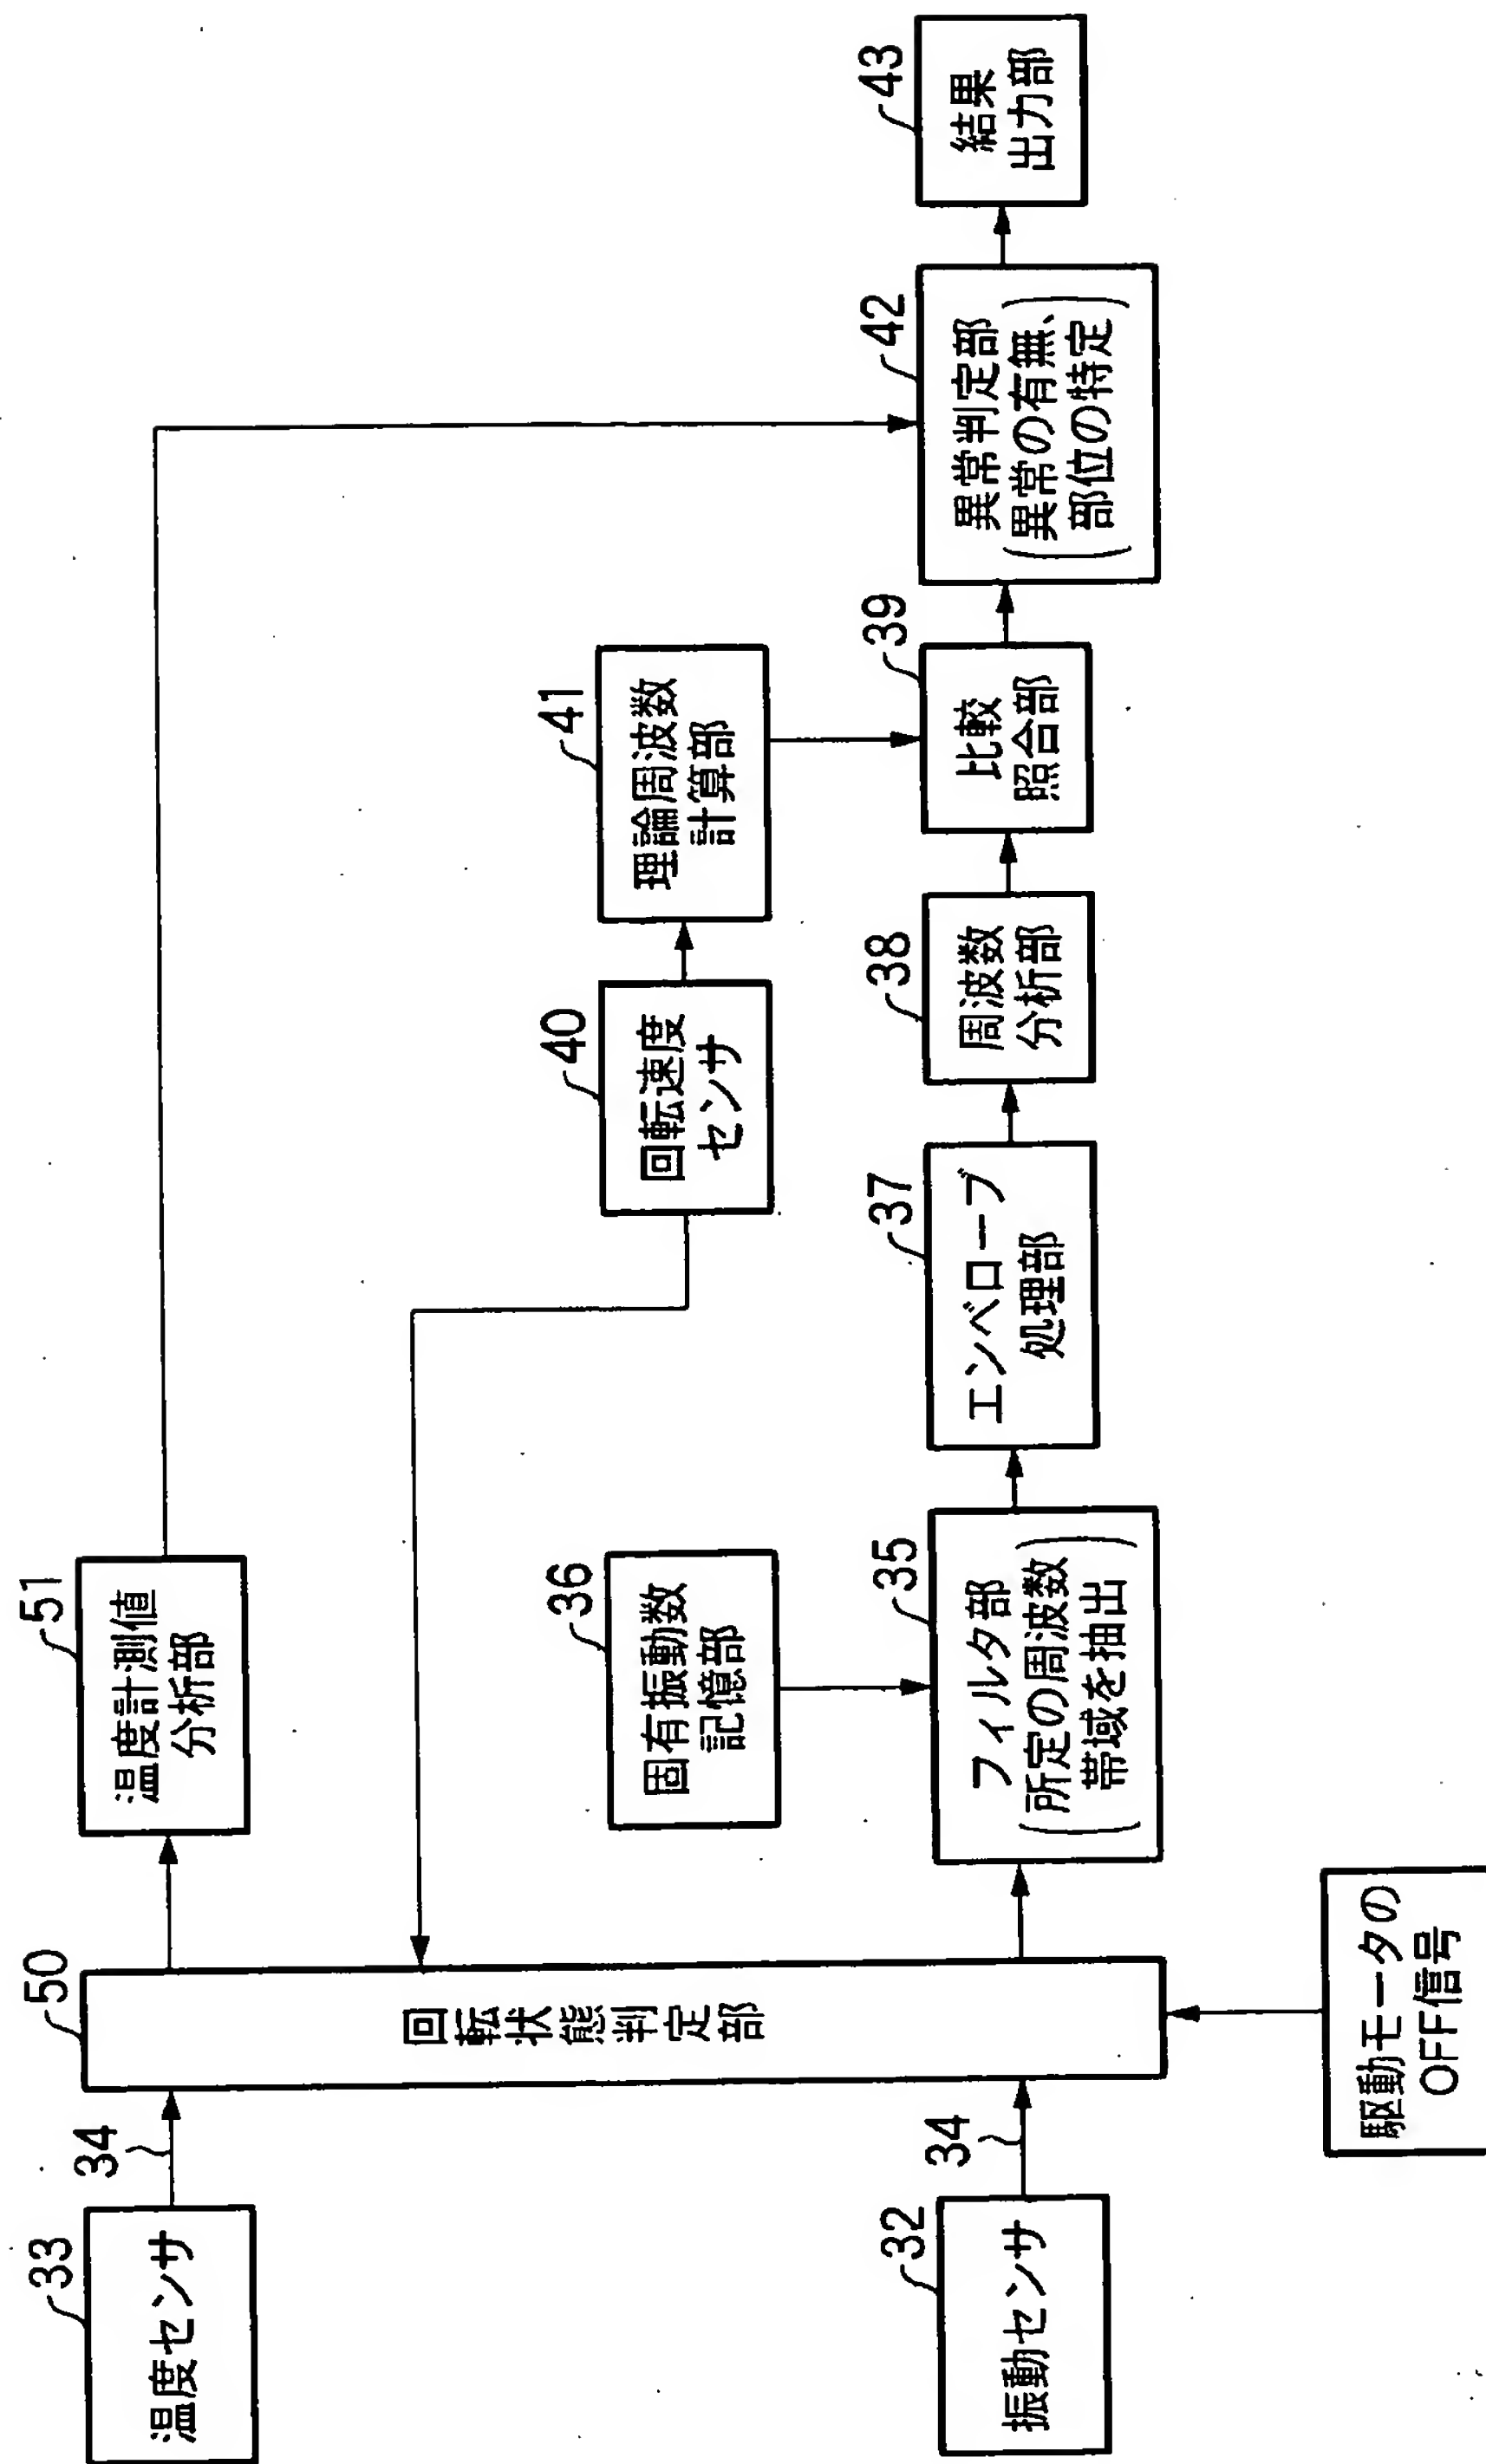 33
温度センサ
34
50
回転状態判定部
51
温度計測値
分析部
32
振動センサ
34
駆動モータの
OFF信号
36
固有振動数
記憶部
35
フィルタ部
(所定の周波数
帯域を抽出)
37
エンベロープ
処理部
38
周波数
分析部
40
回転速度
センサ
41
理論周波数
計算部
39
比較
照合部
42
異常判定部
(異常の有無、
部位の特定)
43
結果
出力部